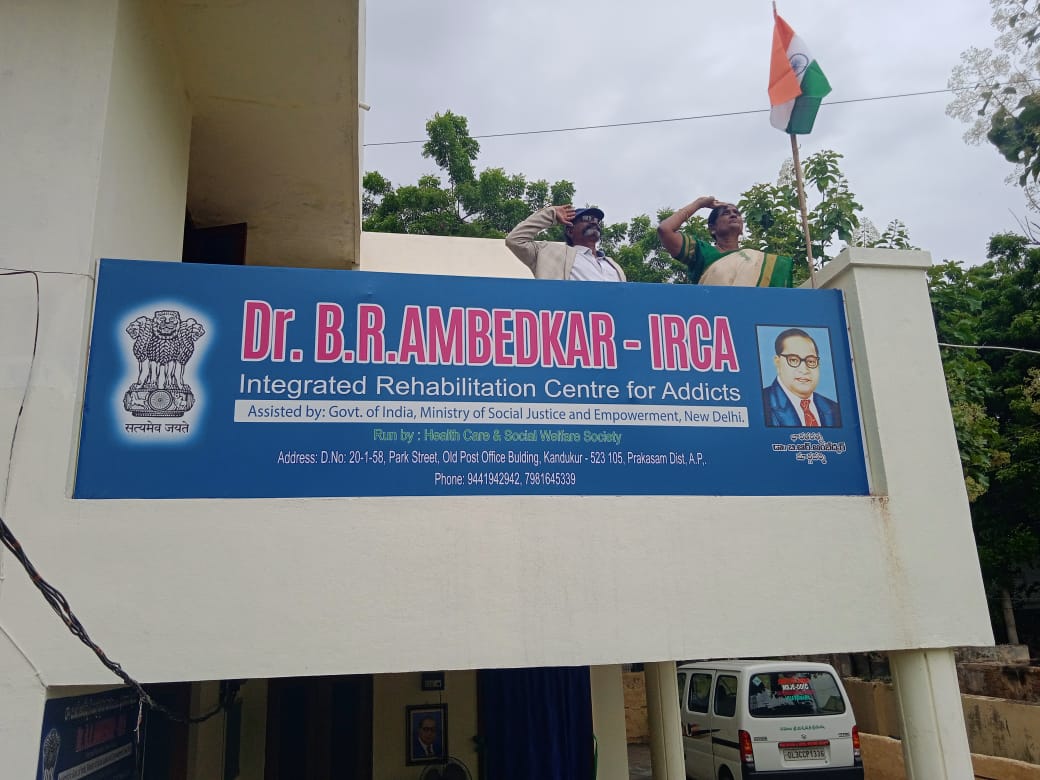 Dr. B.R.AMBEDKAR - IRCA
Integrated Rehabilitation Centre for Addicts
Assisted by: Govt. of India, Ministry of Social Justice and Empowerment, New Delhi.
Run by : Health Care & Social Welfare Society
Address: D.No: 20-1-58, Park Street, Old Post Office Bulding, Kandukur - 523 105, Prakasam Dist, A.P,.
Phone: 9441942942, 7981645339
सत्यमेव जयते